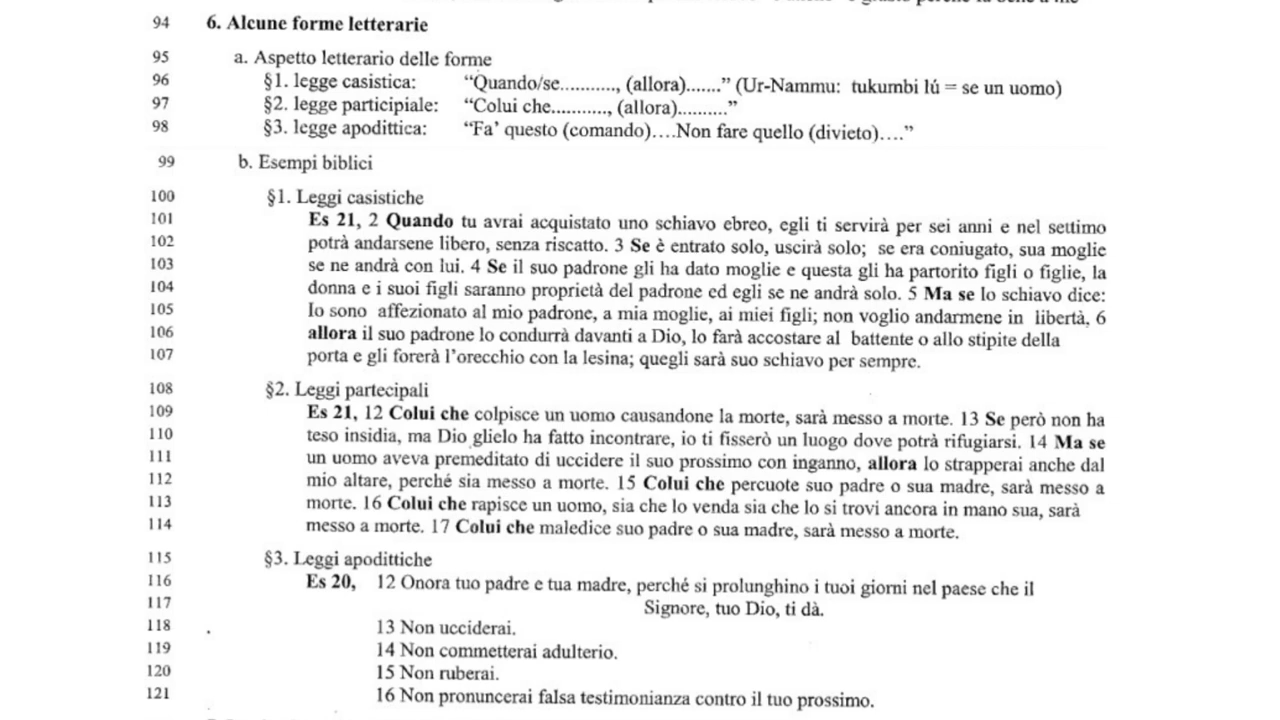 94 6. Alcune forme letterarie
95 a. Aspetto letterario delle forme
96 §1. legge casistica: “Quando/se..........., (allora).......” (Ur-Nammu: tukumbi lú = se un uomo)
97 §2. legge participiale: “Colui che..........., (allora)..........”
98 §3. legge apodittica: “Fa’ questo (comando)….Non fare quello (divieto)….”
99 b. Esempi biblici
100 §1. Leggi casistiche
101 Es 21, 2 Quando tu avrai acquistato uno schiavo ebreo, egli ti servirà per sei anni e nel settimo
102 potrà andarsene libero, senza riscatto. 3 Se è entrato solo, uscirà solo; se era coniugato, sua moglie
103 se ne andrà con lui. 4 Se il suo padrone gli ha dato moglie e questa gli ha partorito figli o figlie, la
104 donna e i suoi figli saranno proprietà del padrone ed egli se ne andrà solo. 5 Ma se lo schiavo dice:
105 Io sono affezionato al mio padrone, a mia moglie, ai miei figli; non voglio andarmene in libertà, 6
106 allora il suo padrone lo condurrà davanti a Dio, lo farà accostare al battente o allo stipite della
107 porta e gli forerà l’orecchio con la lesina; quegli sarà suo schiavo per sempre.
108 §2. Leggi partecipali
109 Es 21, 12 Colui che colpisce un uomo causandone la morte, sarà messo a morte. 13 Se però non ha
110 teso insidia, ma Dio glielo ha fatto incontrare, io ti fisserò un luogo dove potrà rifugiarsi. 14 Ma se
111 un uomo aveva premeditato di uccidere il suo prossimo con inganno, allora lo strapperai anche dal
112 mio altare, perché sia messo a morte. 15 Colui che percuote suo padre o sua madre, sarà messo a
113 morte. 16 Colui che rapisce un uomo, sia che lo venda sia che lo si trovi ancora in mano sua, sarà
114 messo a morte. 17 Colui che maledice suo padre o sua madre, sarà messo a morte.
115 §3. Leggi apodittiche
116 Es 20, 12 Onora tuo padre e tua madre, perché si prolunghino i tuoi giorni nel paese che il
117 Signore, tuo Dio, ti dà.
118 13 Non ucciderai.
119 14 Non commetterai adulterio.
120 15 Non ruberai.
121 16 Non pronuncerai falsa testimonianza contro il tuo prossimo.